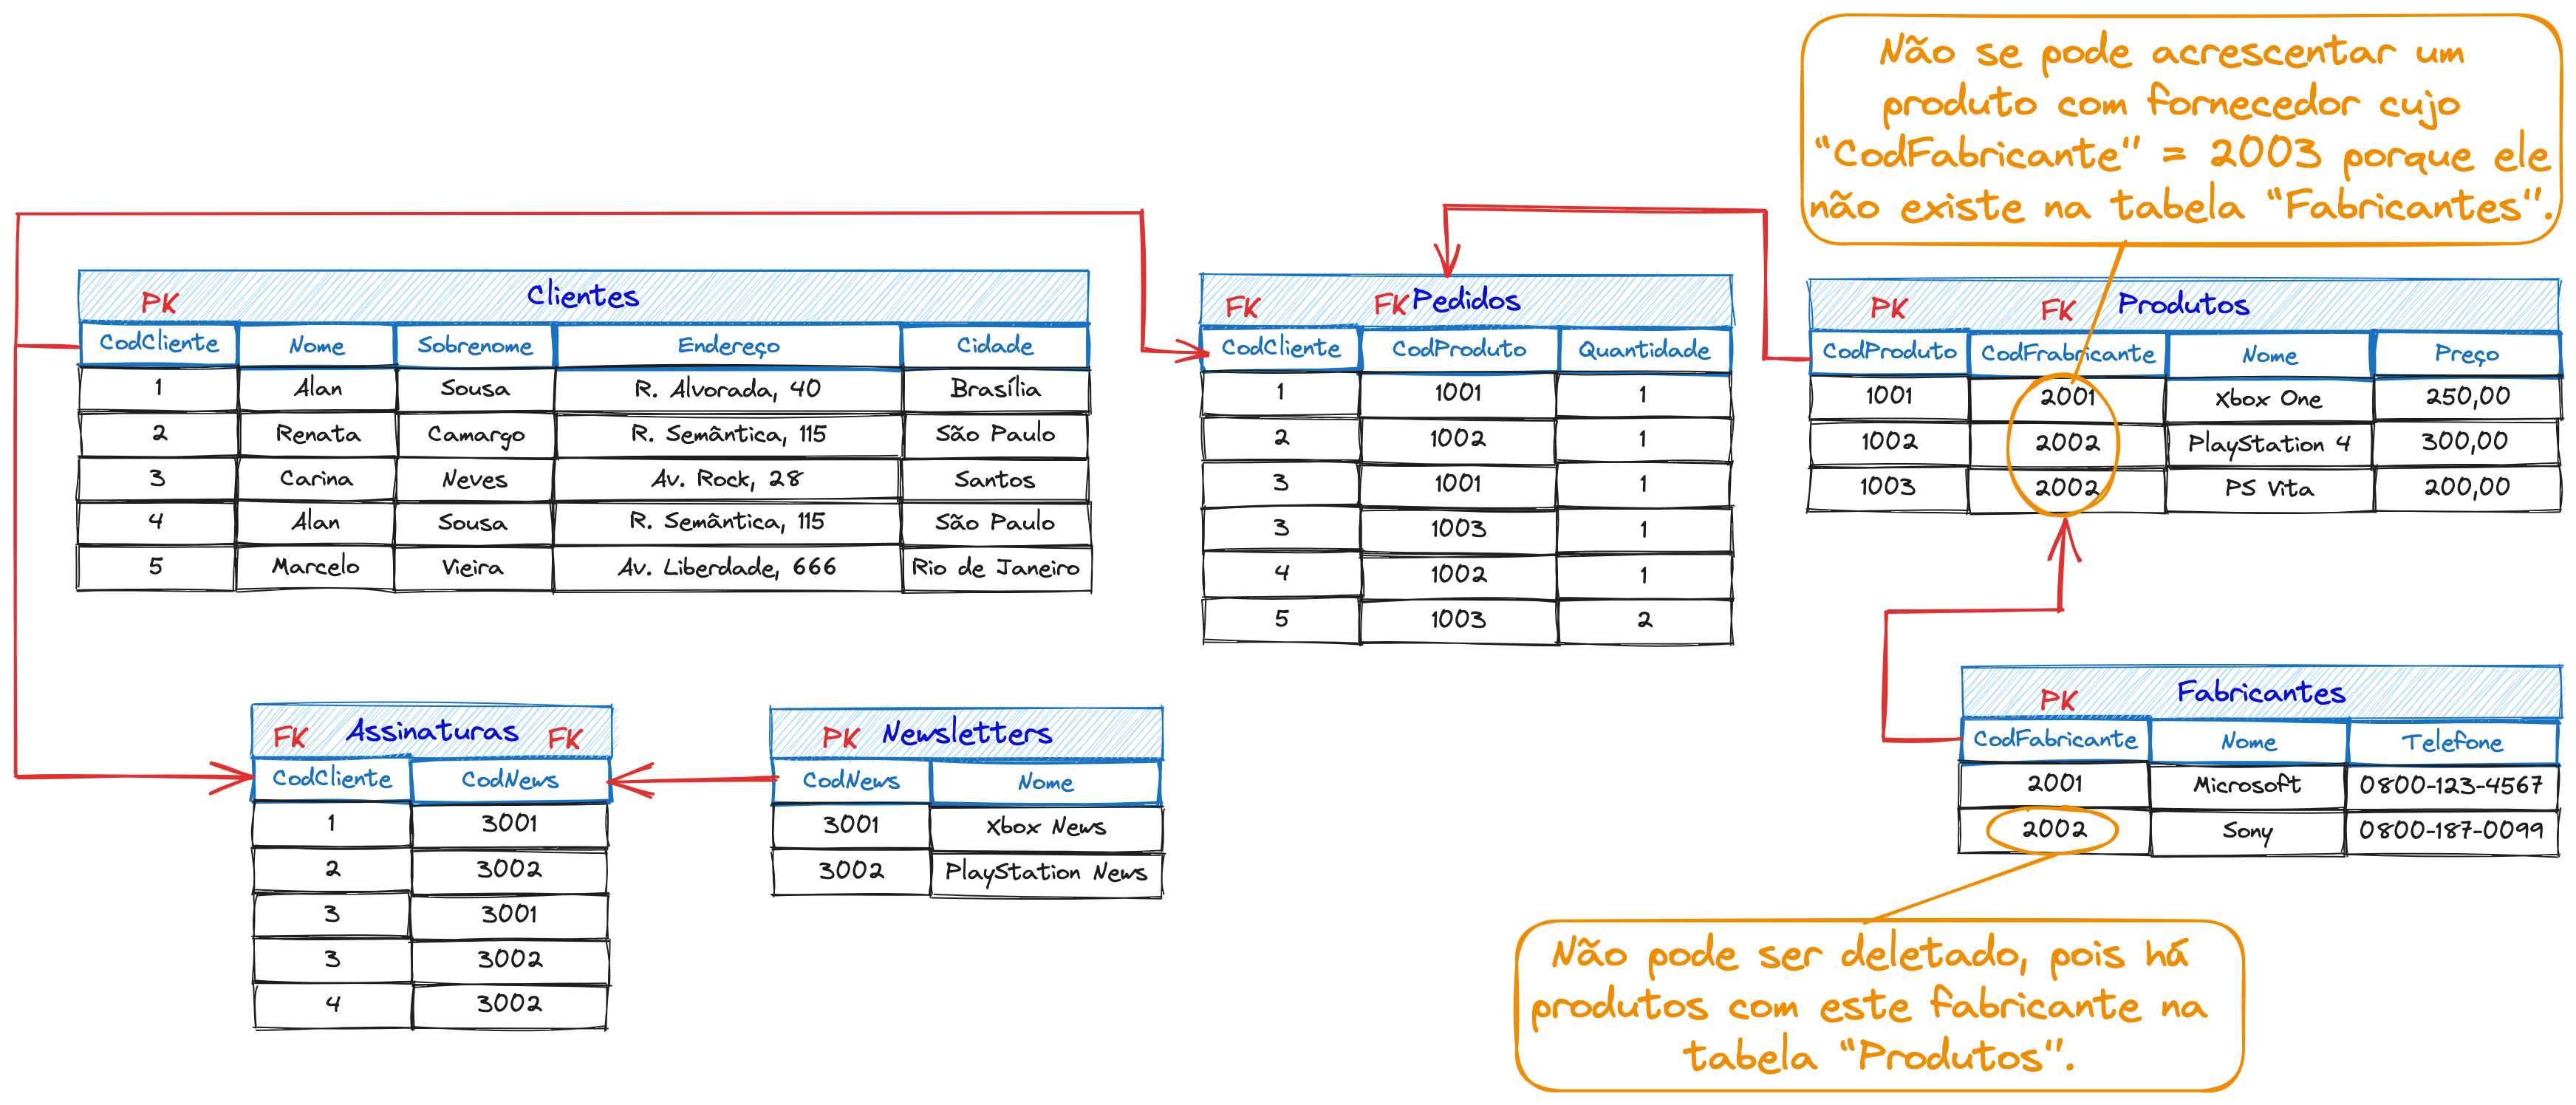 Não se pode acrescentar um
produto com fornecedor cujo
"CodFabricante" = 2003 porque ele
não existe na tabela "Fabricantes".
PK Clientes
CodCliente Nome Sobrenome Endereço Cidade
1 Alan Sousa R. Alvorada, 40 Brasília
2 Renata Camargo R. Semântica, 115 São Paulo
3 Carina Neves Av. Rock, 28 Santos
4 Alan Sousa R. Semântica, 115 São Paulo
5 Marcelo Vieira Av. Liberdade, 666 Rio de Janeiro
FK FK Pedidos
CodCliente CodProduto Quantidade
1 1001 1
2 1002 1
3 1001 1
3 1003 1
4 1002 1
5 1003 2
PK FK Produtos
CodProduto CodFrabricante Nome Preço
1001 2001 Xbox One 250,00
1002 2002 PlayStation 4 300,00
1003 2002 PS Vita 200,00
FK Assinaturas FK
CodCliente CodNews
1 3001
2 3002
3 3001
3 3002
4 3002
PK Newsletters
CodNews Nome
3001 Xbox News
3002 PlayStation News
PK Fabricantes
CodFabricante Nome Telefone
2001 Microsoft 0800-123-4567
2002 Sony 0800-187-0099
Não pode ser deletado, pois há
produtos com este fabricante na
tabela "Produtos".